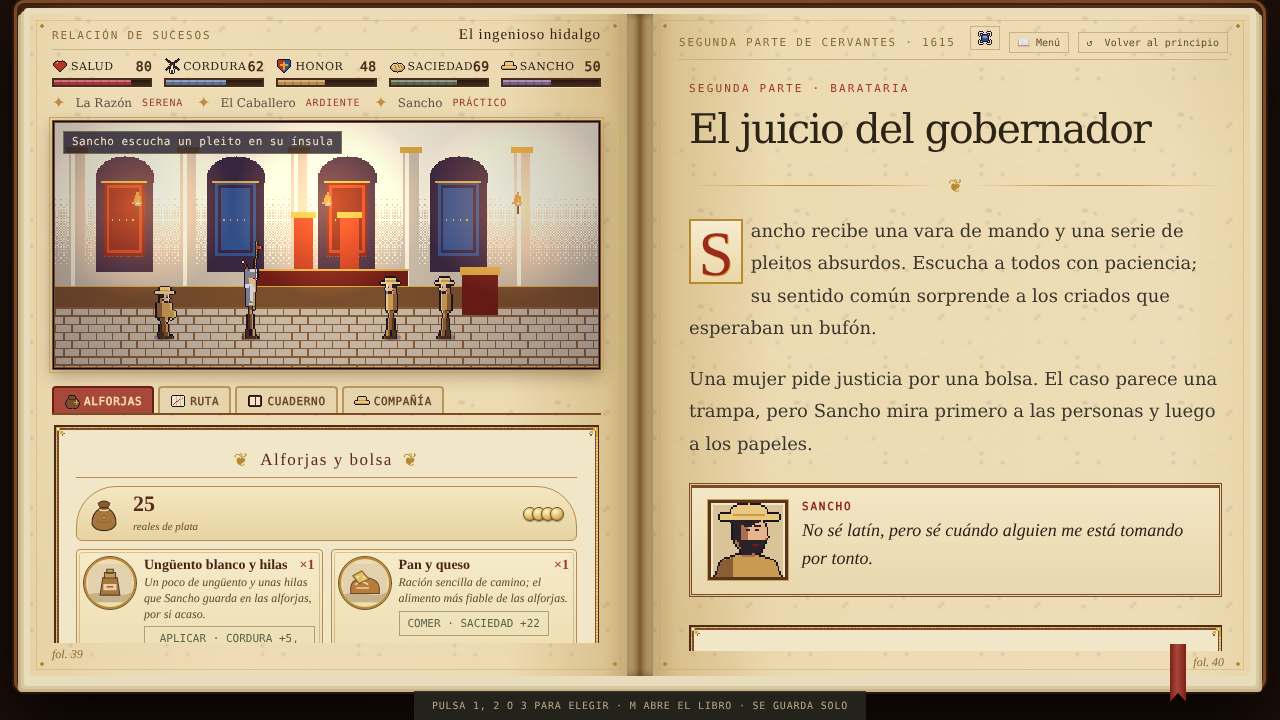 RELACIÓN DE SUCESOS
El ingenioso hidalgo
SALUD 80
CORDURA 62
HONOR 48
SACIEDAD 69
SANCHO 50
La Razón SERENA
El Caballero ARDIENTE
Sancho PRÁCTICO
Sancho escucha un pleito en su ínsula
ALFORJAS
RUTA
CUADERNO
COMPAÑÍA
Alforjas y bolsa
25
reales de plata
Ungüento blanco y hilas ×1
Un poco de ungüento y unas hilas
que Sancho guarda en las alforjas,
por si acaso.
APLICAR · CORDURA +5,
Pan y queso ×1
Ración sencilla de camino; el
alimento más fiable de las alforjas.
COMER · SACIEDAD +22
fol. 39
SEGUNDA PARTE DE CERVANTES · 1615
Menú
↺ Volver al principio
SEGUNDA PARTE · BARATARIA
El juicio del gobernador
Sancho recibe una vara de mando y una serie de
pleitos absurdos. Escucha a todos con paciencia;
su sentido común sorprende a los criados que
esperaban un bufón.
Una mujer pide justicia por una bolsa. El caso parece una
trampa, pero Sancho mira primero a las personas y luego
a los papeles.
SANCHO
No sé latín, pero sé cuándo alguien me está tomando
por tonto.
fol. 40
PULSA 1, 2 O 3 PARA ELEGIR · M ABRE EL LIBRO · SE GUARDA SOLO